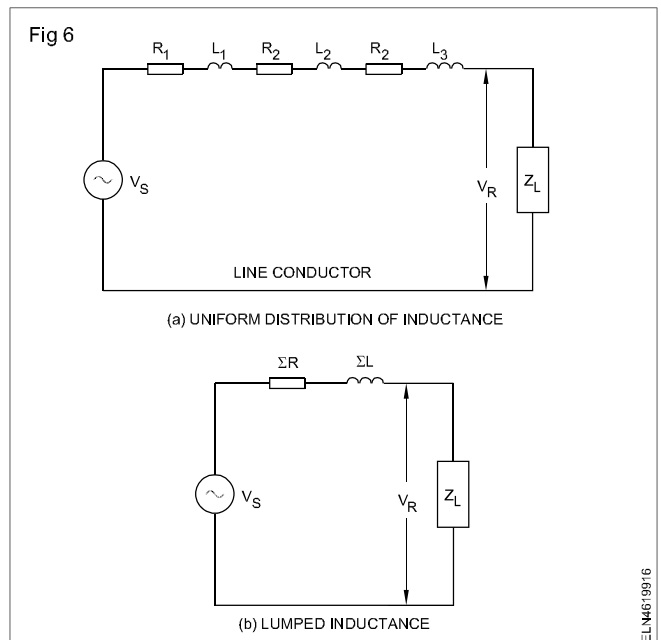 Fig 6
R1 L1 R2 L2 R2 L3
VS
VR
ZL
LINE CONDUCTOR
(a) UNIFORM DISTRIBUTION OF INDUCTANCE
ΣR ΣL
VS
VR
ZL
(b) LUMPED INDUCTANCE
ELN4619916